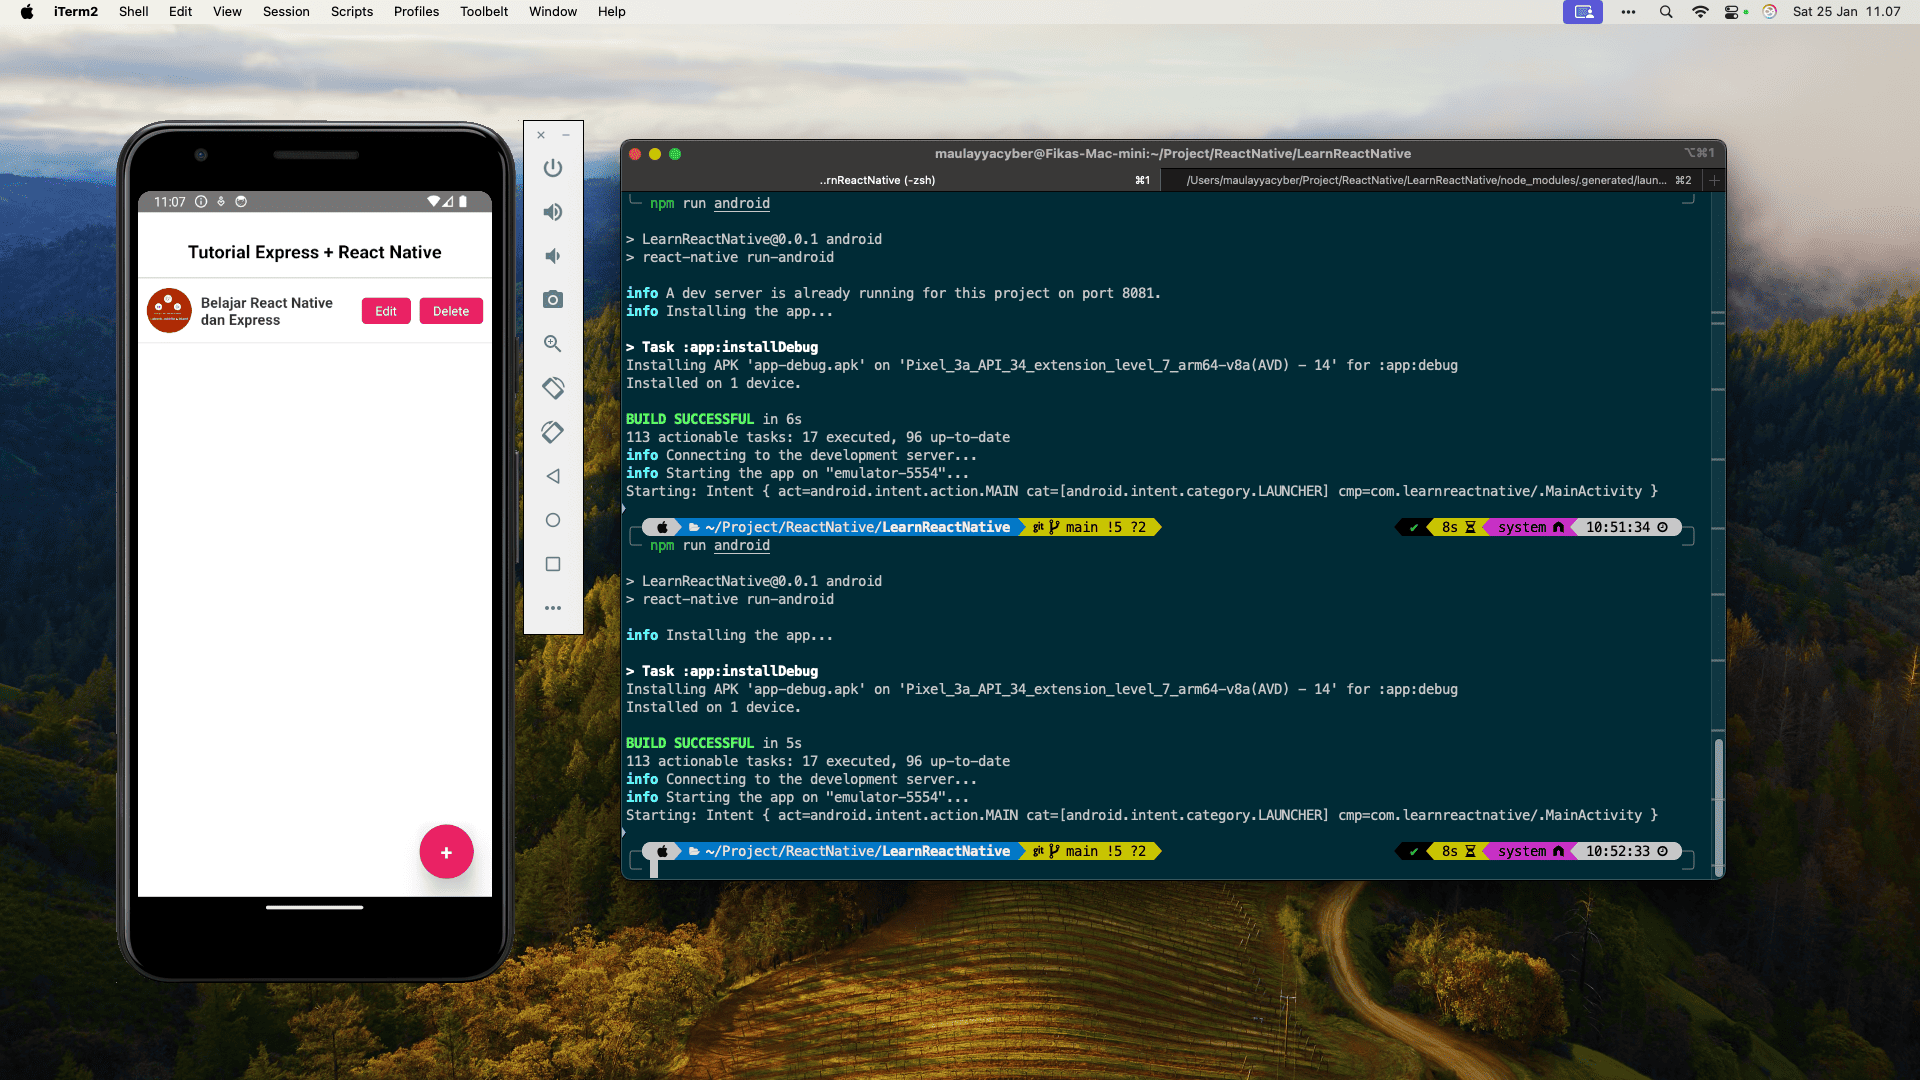 iTerm2 Shell Edit View Session Scripts Profiles Toolbelt Window Help
Sat 25 Jan 11.07
11:07
Tutorial Express + React Native
Belajar React Native
dan Express
Edit
Delete
+
maulayyacyber@Fikas-Mac-mini:~/Project/ReactNative/LearnReactNative
⌥⌘1
..rnReactNative (-zsh) ⌘1
/Users/maulayyacyber/Project/ReactNative/LearnReactNative/node_modules/.generated/laun... ⌘2
npm run android
> LearnReactNative@0.0.1 android
> react-native run-android
info A dev server is already running for this project on port 8081.
info Installing the app...
> Task :app:installDebug
Installing APK 'app-debug.apk' on 'Pixel_3a_API_34_extension_level_7_arm64-v8a(AVD) - 14' for :app:debug
Installed on 1 device.
BUILD SUCCESSFUL in 6s
113 actionable tasks: 17 executed, 96 up-to-date
info Connecting to the development server...
info Starting the app on "emulator-5554"...
Starting: Intent { act=android.intent.action.MAIN cat=[android.intent.category.LAUNCHER] cmp=com.learnreactnative/.MainActivity }
~/Project/ReactNative/LearnReactNative git main !5 ?2 ✔ 8s system 10:51:34
npm run android
> LearnReactNative@0.0.1 android
> react-native run-android
info Installing the app...
> Task :app:installDebug
Installing APK 'app-debug.apk' on 'Pixel_3a_API_34_extension_level_7_arm64-v8a(AVD) - 14' for :app:debug
Installed on 1 device.
BUILD SUCCESSFUL in 5s
113 actionable tasks: 17 executed, 96 up-to-date
info Connecting to the development server...
info Starting the app on "emulator-5554"...
Starting: Intent { act=android.intent.action.MAIN cat=[android.intent.category.LAUNCHER] cmp=com.learnreactnative/.MainActivity }
~/Project/ReactNative/LearnReactNative git main !5 ?2 ✔ 8s system 10:52:33